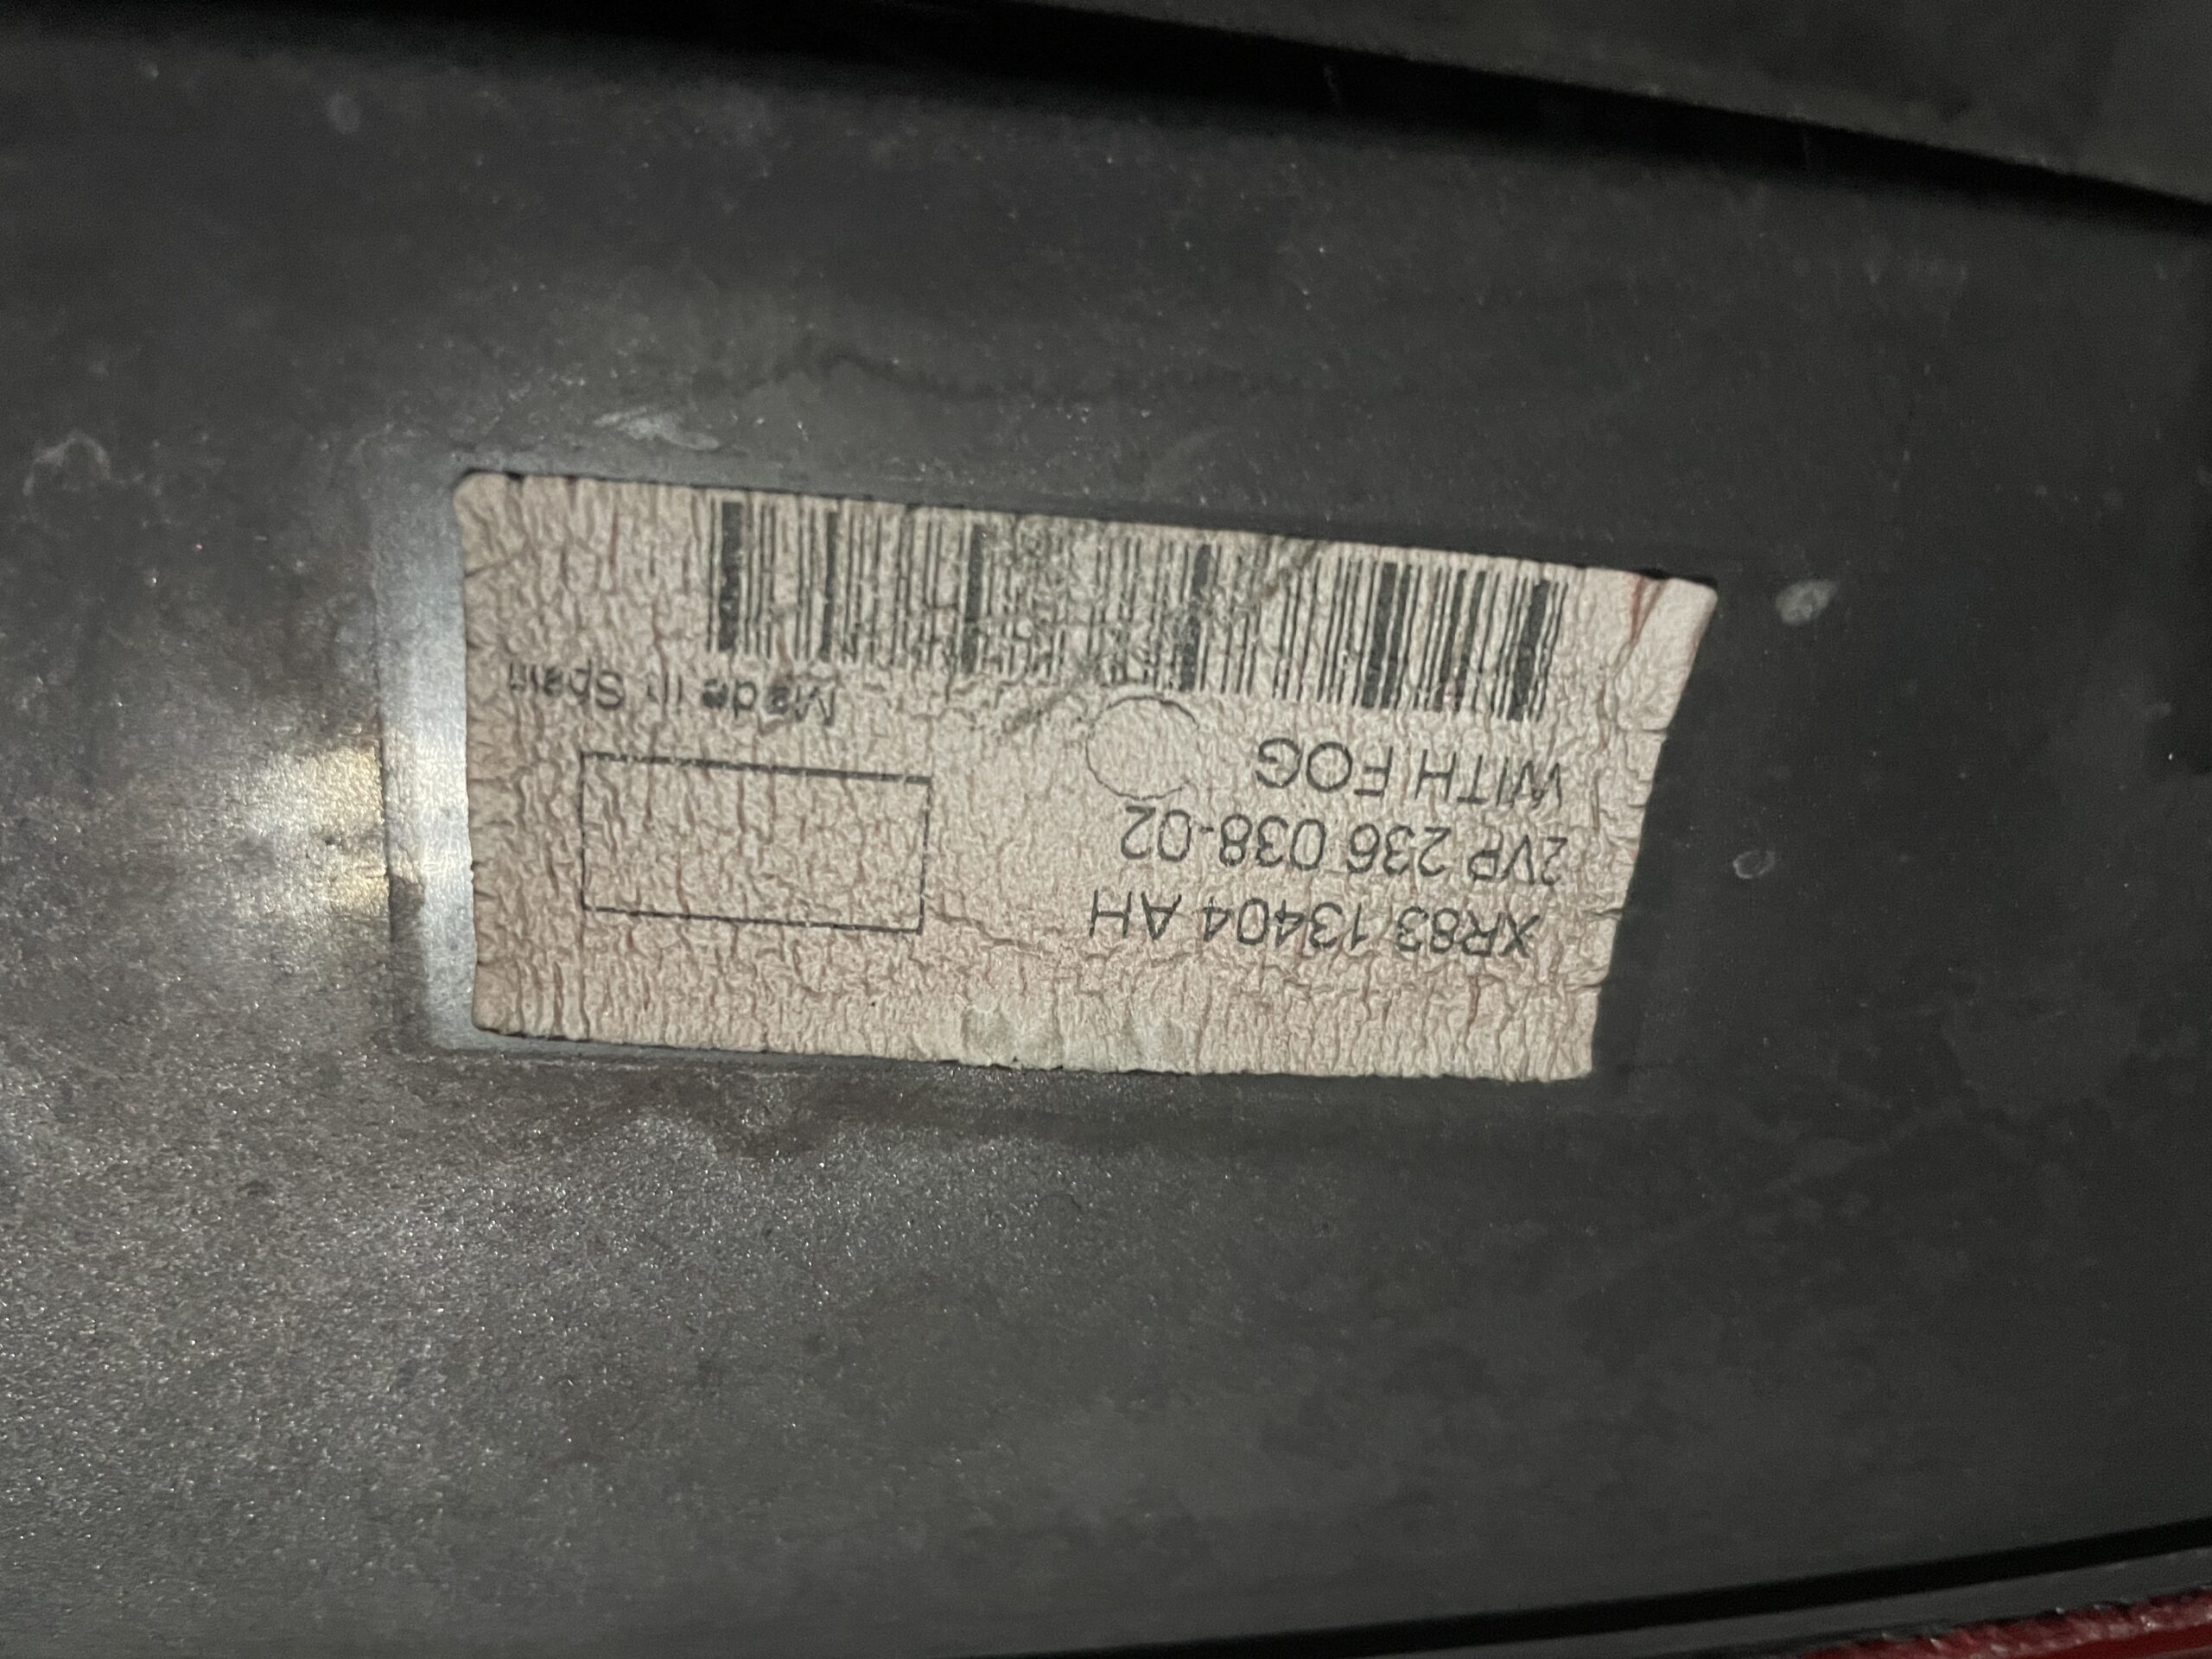 XR83 13404 AH
2VP 236 038-02
WITH FOG
Made in Spain